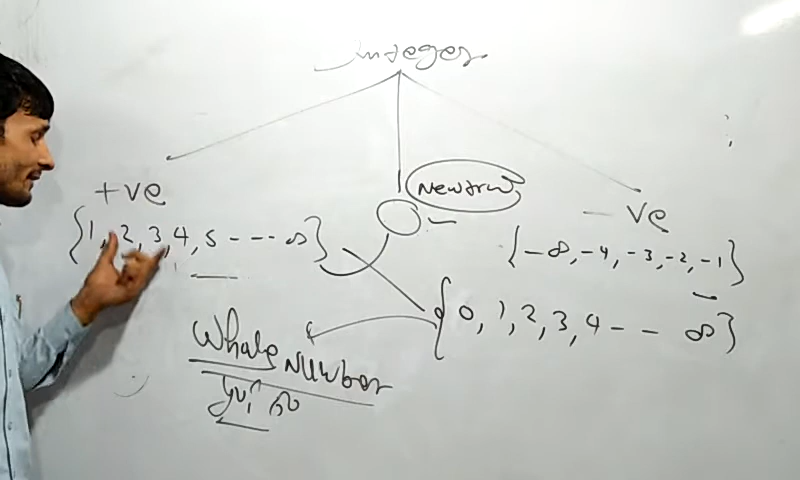 integer
+ve
Newtrul
- ve
{1, 2, 3, 4, 5 - - - ∞}
0 -
{-∞, -4, -3, -2, -1}
{0, 1, 2, 3, 4 - - ∞}
Whole Number